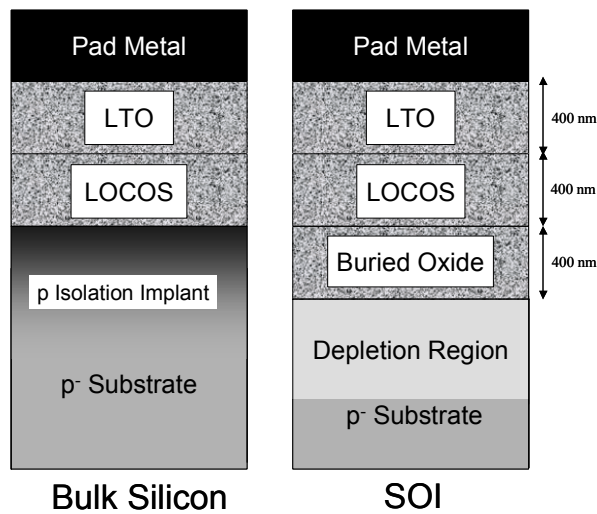 Pad Metal
LTO
LOCOS
p Isolation Implant
p- Substrate
Bulk Silicon
Pad Metal
LTO
LOCOS
Buried Oxide
Depletion Region
p- Substrate
SOI
400 nm
400 nm
400 nm